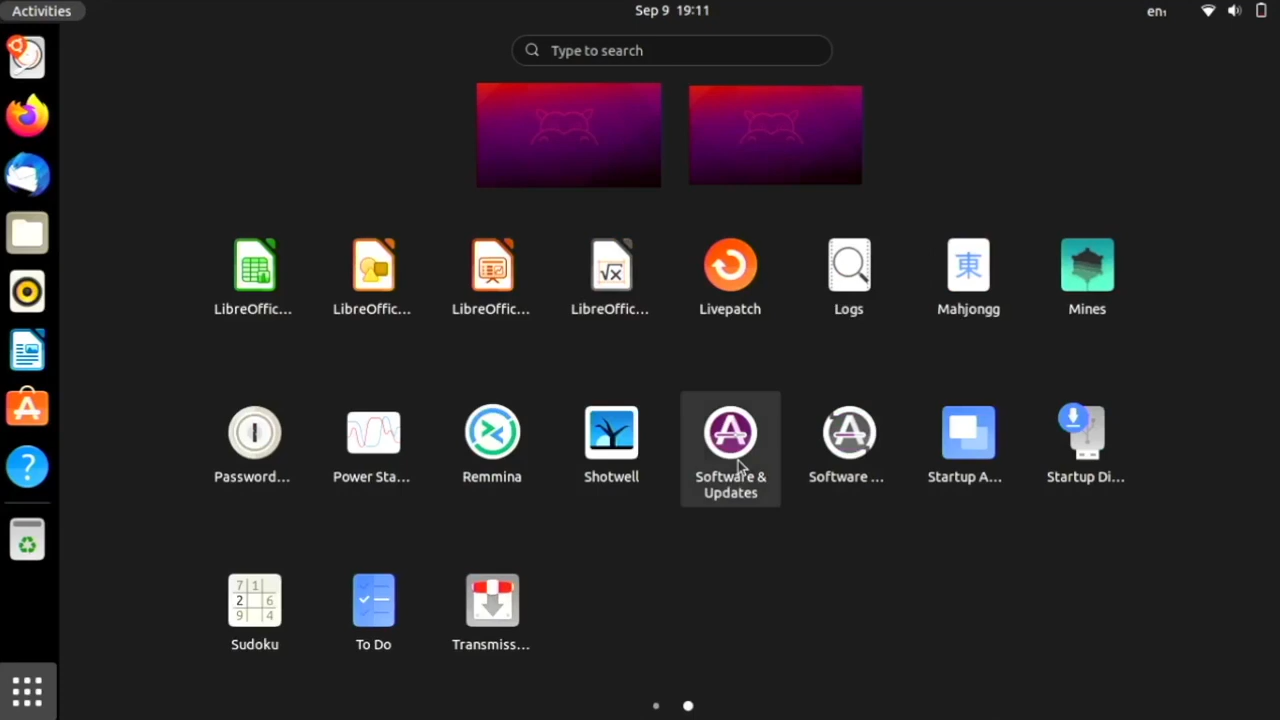 Activities
Sep 9 19:11
en₁
Type to search
LibreOffic...
LibreOffic...
LibreOffic...
LibreOffic...
Livepatch
Logs
Mahjongg
Mines
Password...
Power Sta...
Remmina
Shotwell
Software &
Updates
Software ...
Startup A...
Startup Di...
Sudoku
To Do
Transmiss...